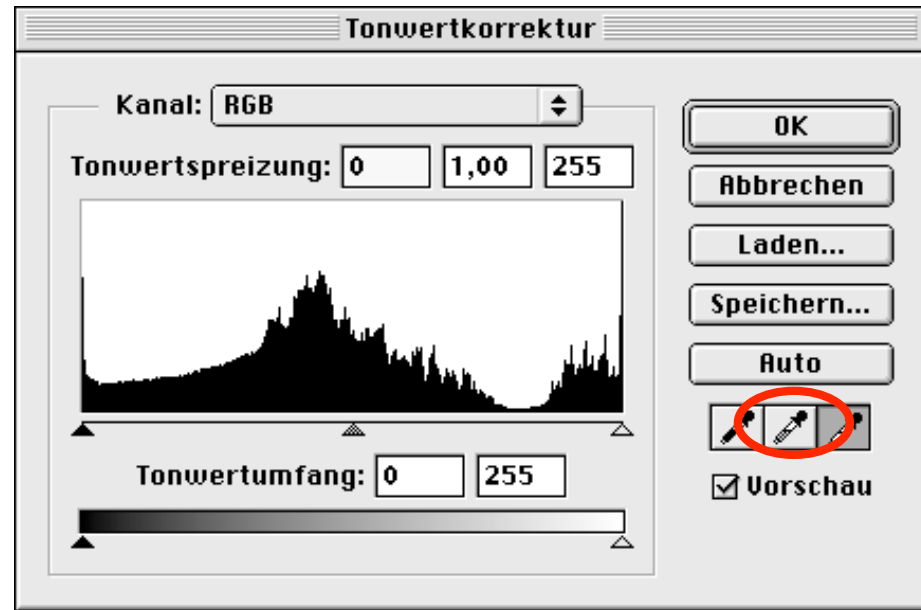 Tonwertkorrektur
Kanal: RGB
Tonwertspreizung: 0 1,00 255
Tonwertumfang: 0 255
OK
Abbrechen
Laden...
Speichern...
Auto
Vorschau